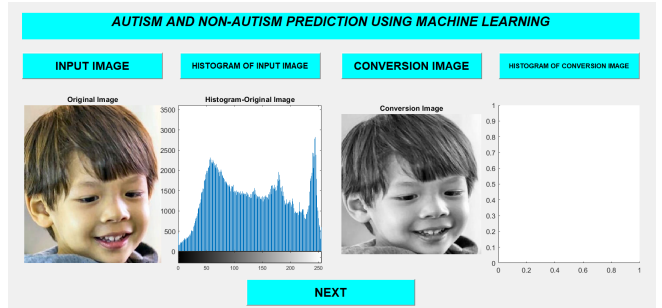 AUTISM AND NON-AUTISM PREDICTION USING MACHINE LEARNING
INPUT IMAGE
HISTOGRAM OF INPUT IMAGE
CONVERSION IMAGE
HISTOGRAM OF CONVERSION IMAGE
Original Image
Histogram-Original Image
Conversion Image
3500
3000
2500
2000
1500
1000
500
0
0 50 100 150 200 250
1
0.9
0.8
0.7
0.6
0.5
0.4
0.3
0.2
0.1
0
0 0.2 0.4 0.6 0.8 1
NEXT